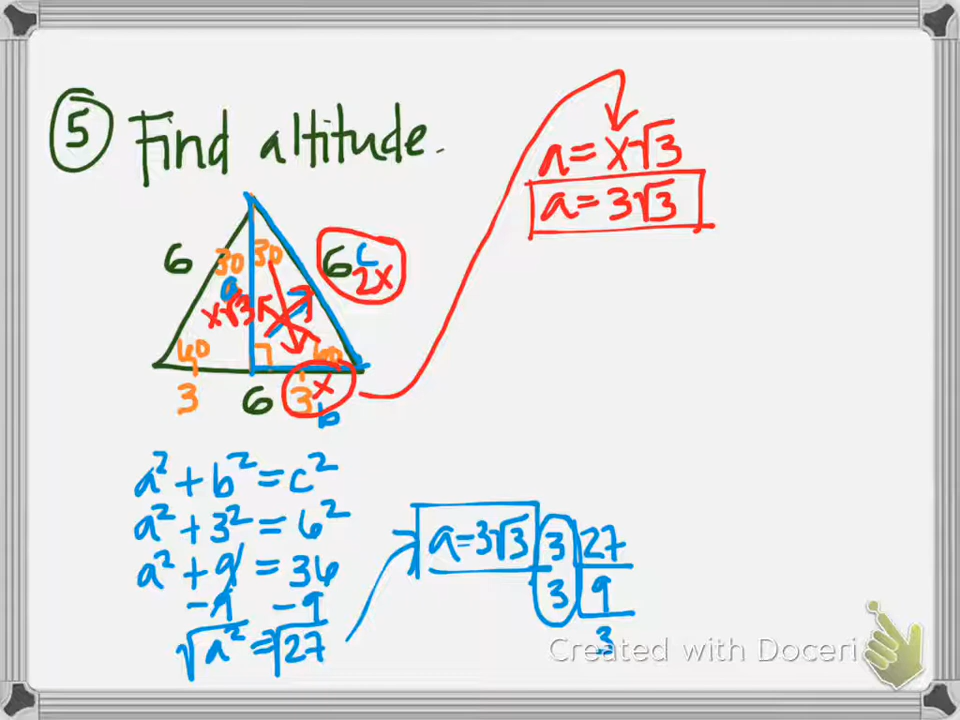 5 Find altitude.
a = x√3
a = 3√3
6
30
30
a
x√3
6 c
2x
60
60
3
6
3
x
b
a² + b² = c²
a² + 3² = 6²
a² + 9 = 36
-9 -9
√a² = √27
a = 3√3
3 27
3 9
3
Created with Doceri